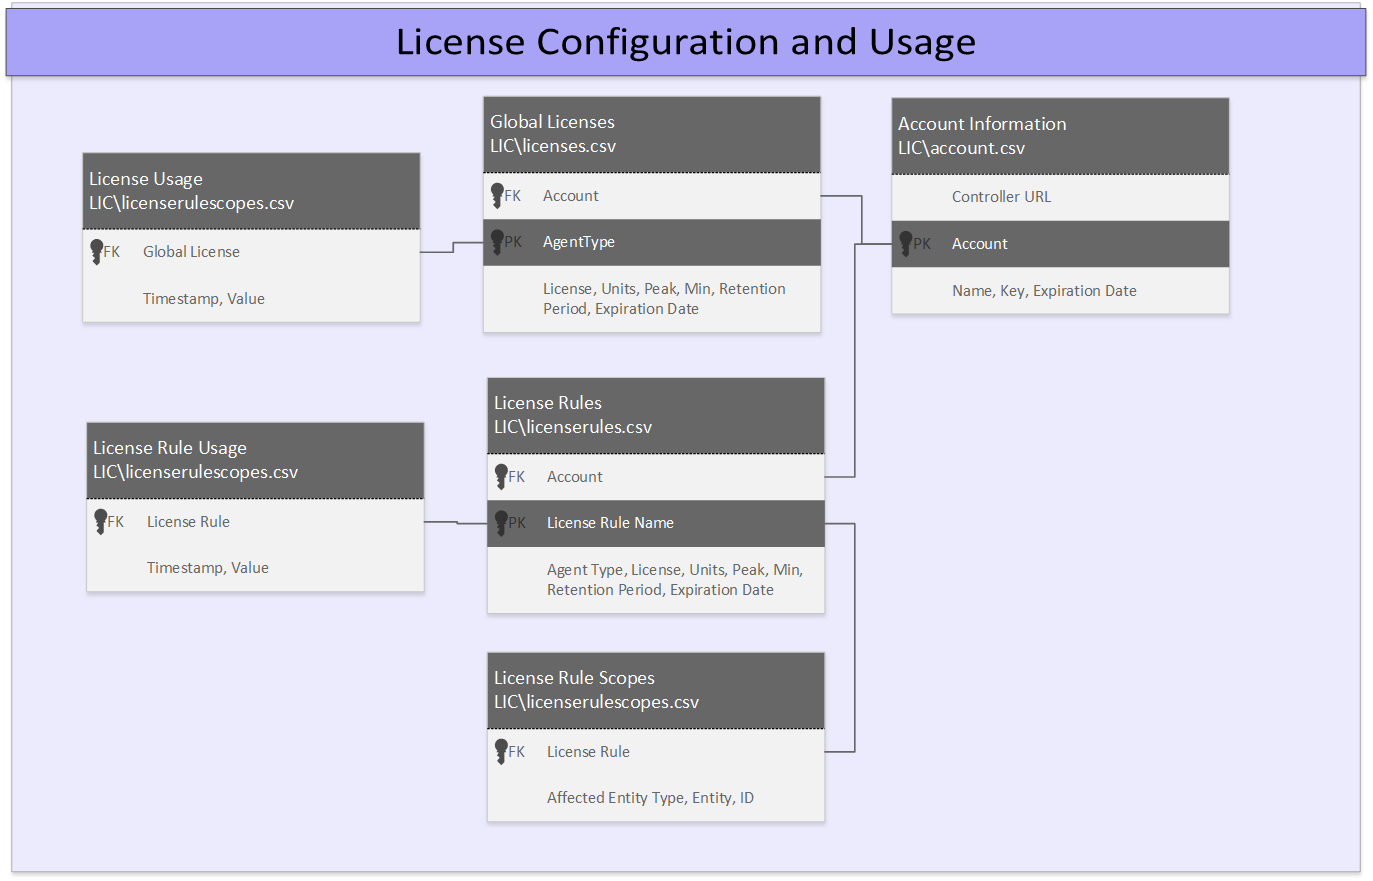 License Configuration and Usage
License Usage
LIC\licenserulescopes.csv
FK Global License
Timestamp, Value
Global Licenses
LIC\licenses.csv
FK Account
PK AgentType
License, Units, Peak, Min, Retention
Period, Expiration Date
Account Information
LIC\account.csv
Controller URL
PK Account
Name, Key, Expiration Date
License Rule Usage
LIC\licenserulescopes.csv
FK License Rule
Timestamp, Value
License Rules
LIC\licenserules.csv
FK Account
PK License Rule Name
Agent Type, License, Units, Peak, Min,
Retention Period, Expiration Date
License Rule Scopes
LIC\licenserulescopes.csv
FK License Rule
Affected Entity Type, Entity, ID